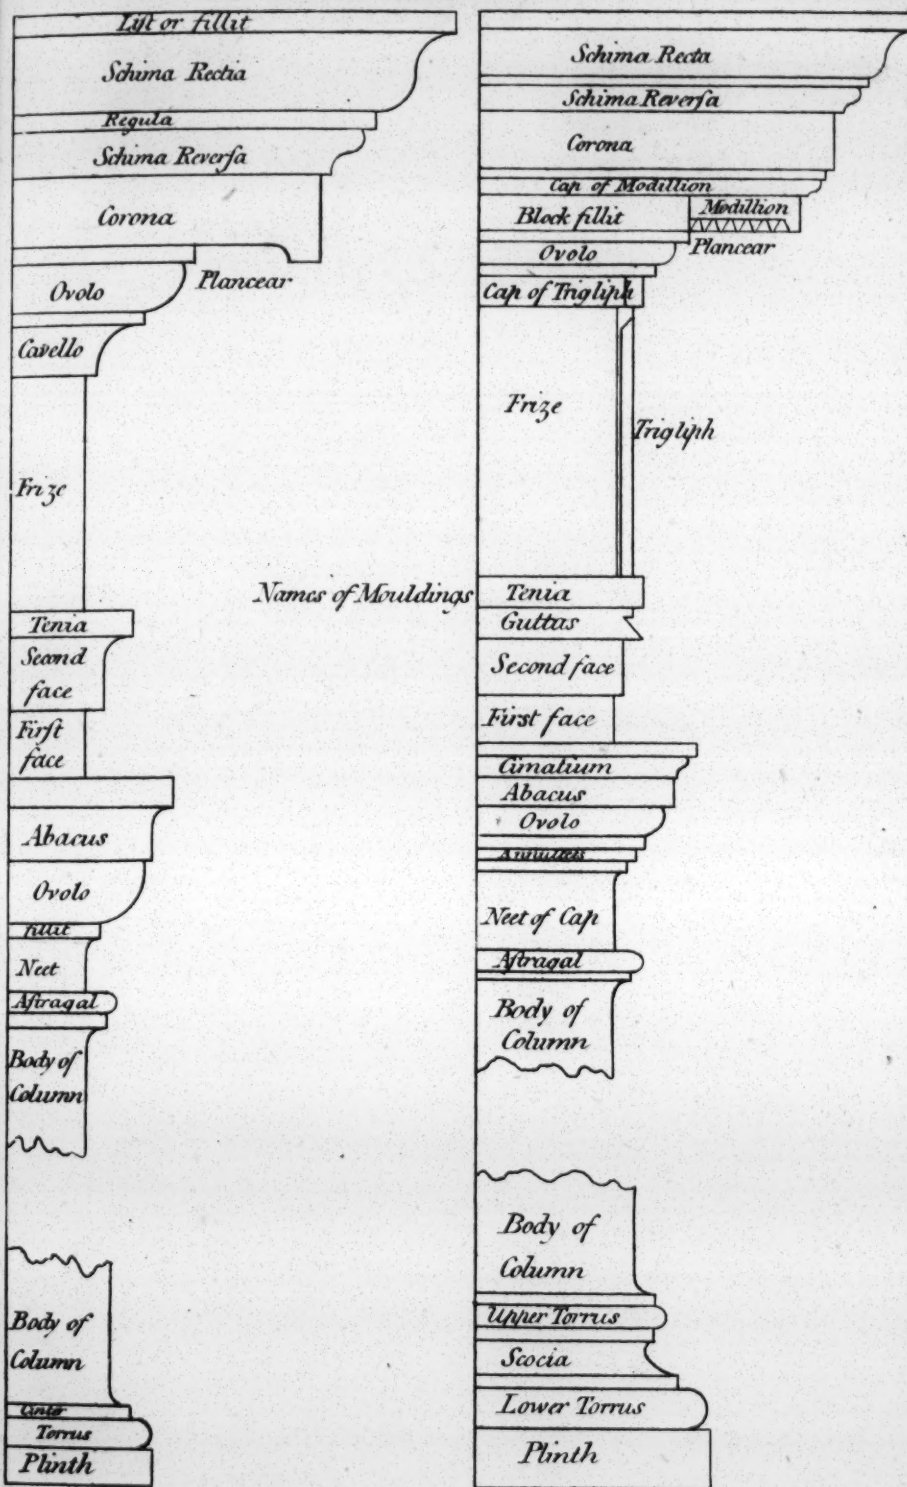 Liſt or fillit
Schima Rectia
Regula
Schima Reverſa
Corona
Plancear
Ovolo
Cavello
Frize
Tenia
Second
face
Firſt
face
Abacus
Ovolo
fillit
Neet
Aſtragal
Body of
Column
Body of
Column
Cinter
Torrus
Plinth
Names of Mouldings
Schima Recta
Schima Reverſa
Corona
Cap of Modillion
Modillion
Block fillit
Plancear
Ovolo
Cap of Trigliph
Frize
Trigliph
Tenia
Guttas
Second face
First face
Cimatium
Abacus
Ovolo
Annullets
Neet of Cap
Aſtragal
Body of
Column
Body of
Column
Upper Torrus
Scocia
Lower Torrus
Plinth